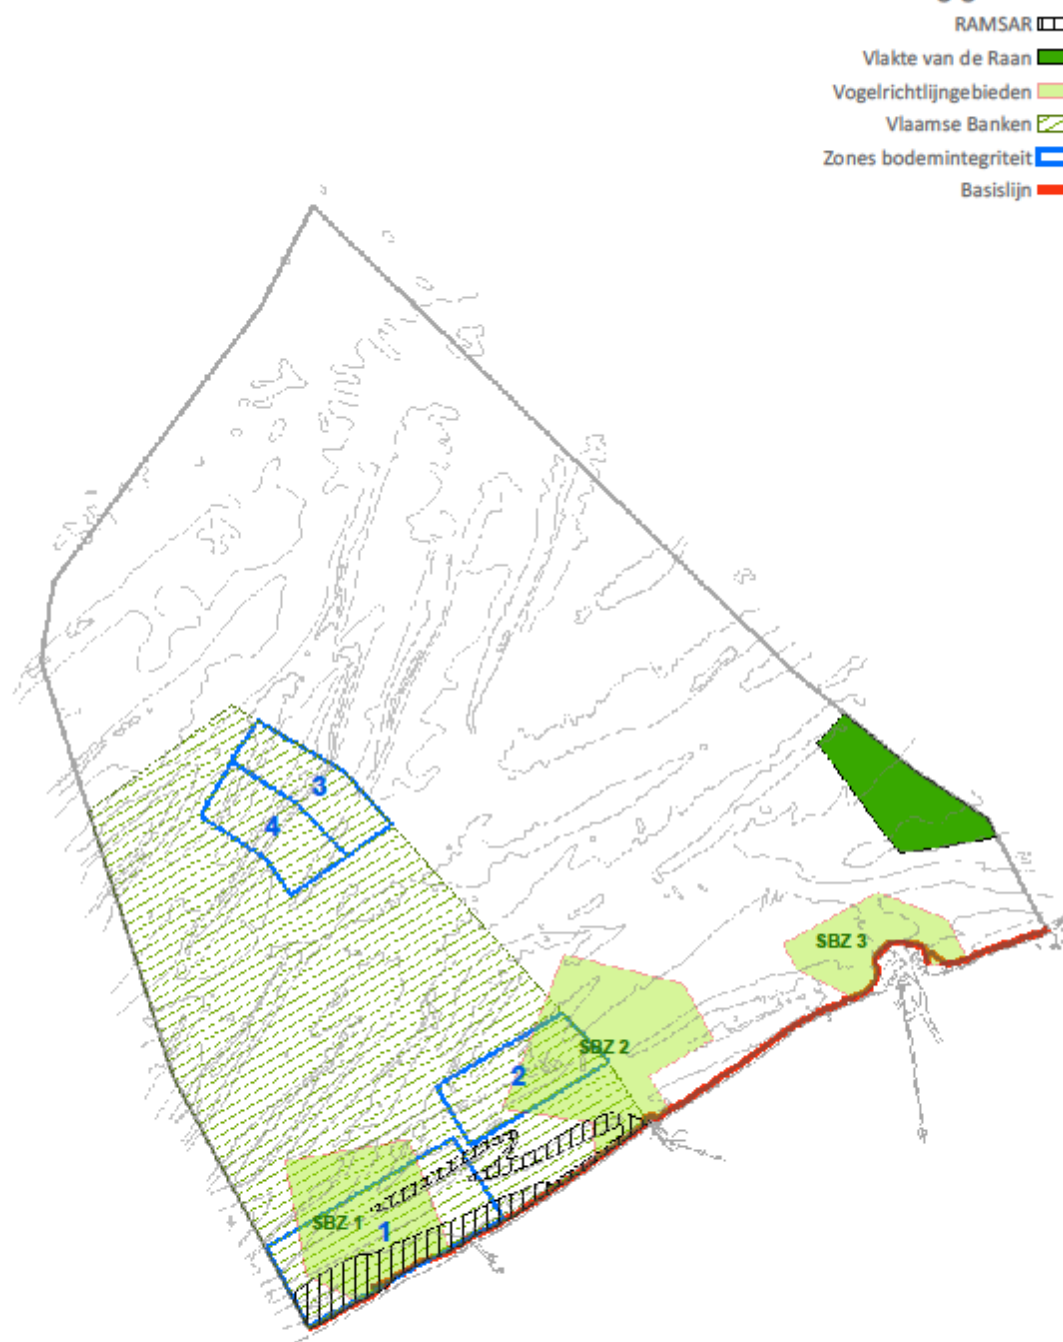 RAMSAR
Vlakte van de Raan
Vogelrichtlijngebieden
Vlaamse Banken
Zones bodemintegriteit
Basislijn
3
4
SBZ 3
SBZ 2
2
SBZ 1
1